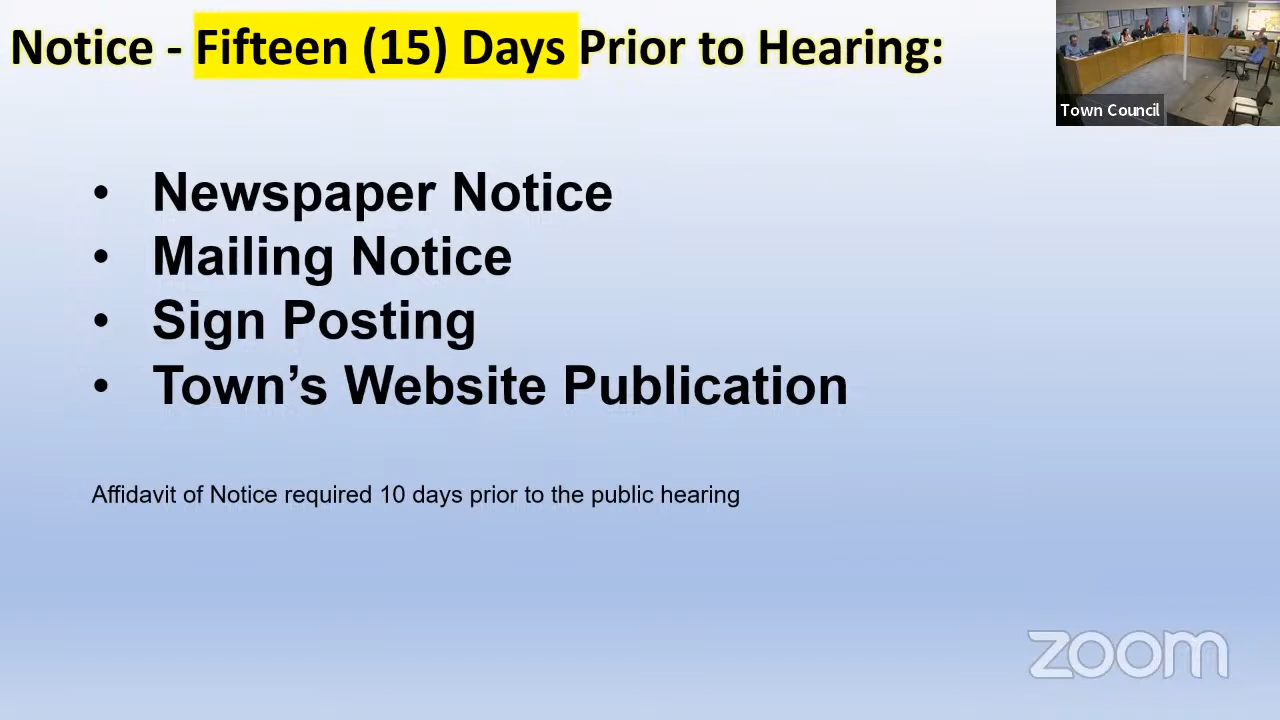 Notice - Fifteen (15) Days Prior to Hearing:
Town Council
• Newspaper Notice
• Mailing Notice
• Sign Posting
• Town’s Website Publication
Affidavit of Notice required 10 days prior to the public hearing
zoom